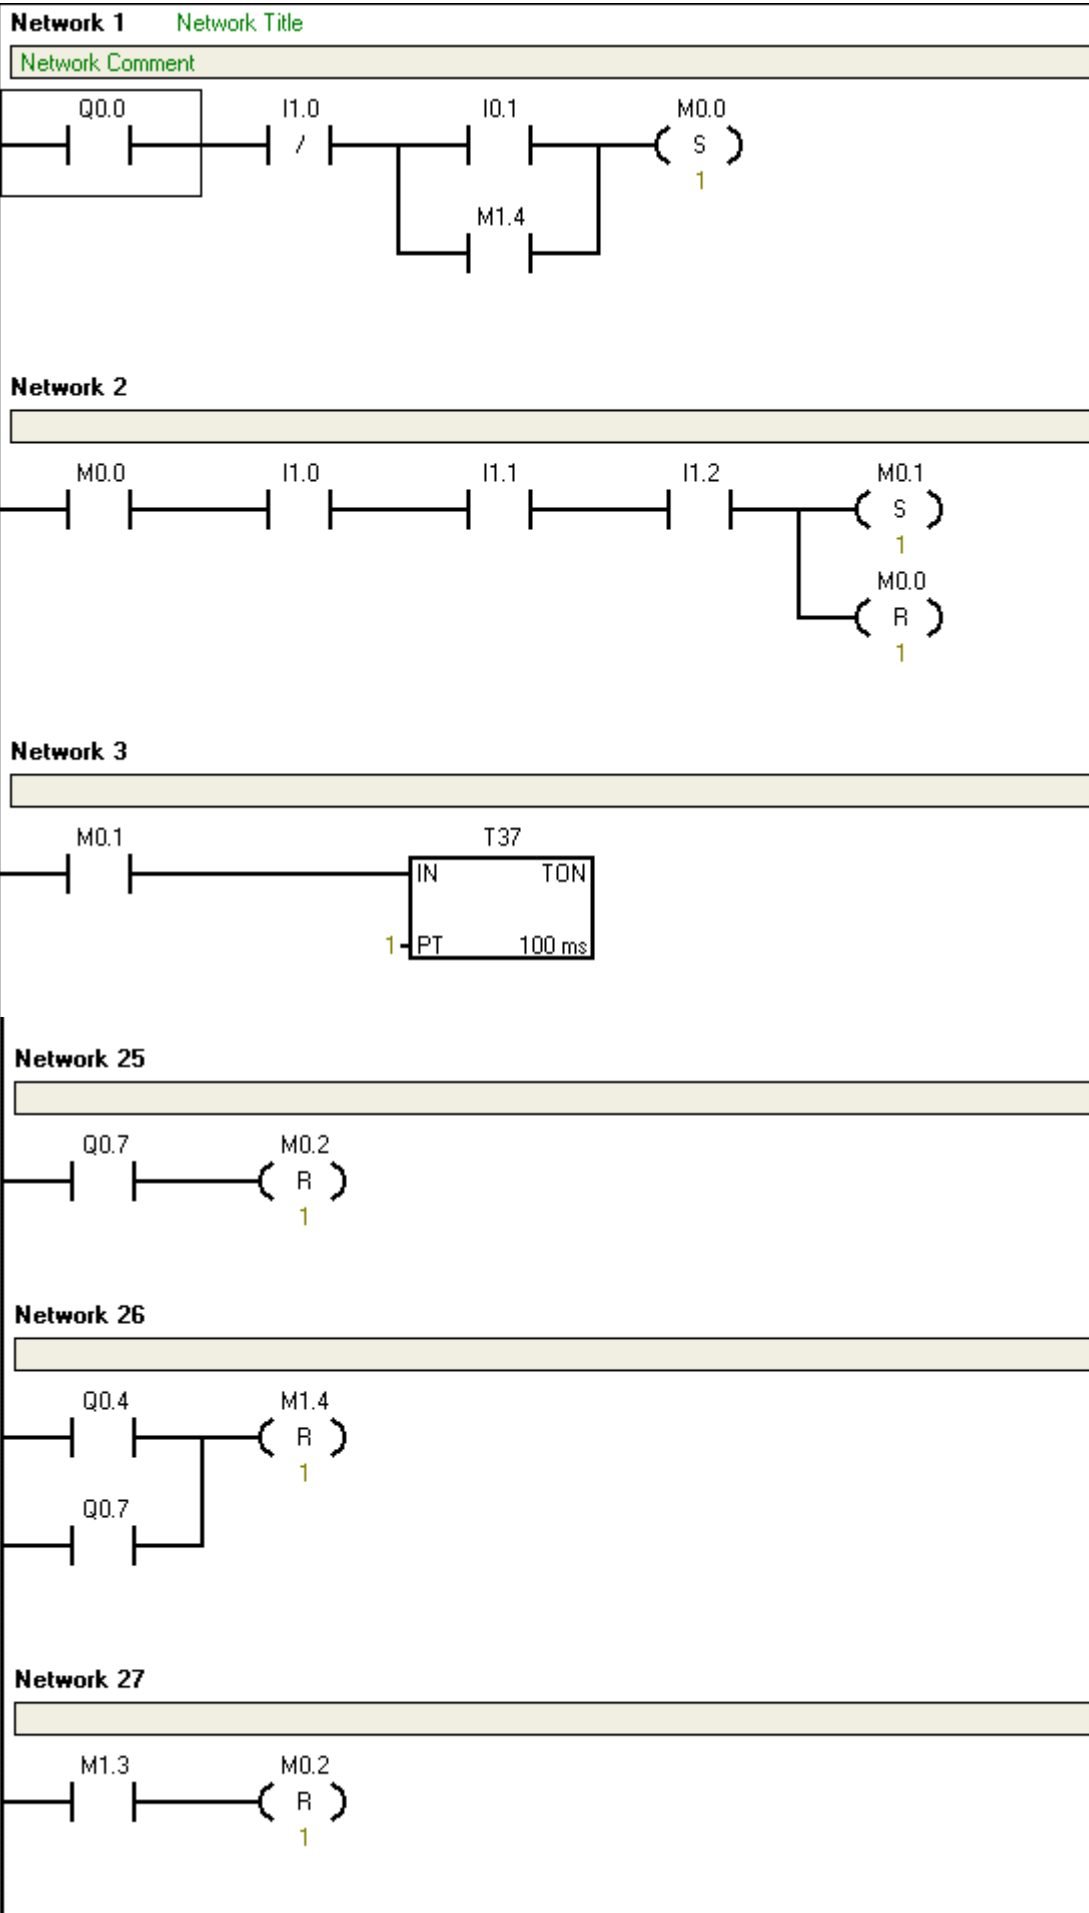 Network 1 Network Title
Network Comment
Q0.0 I1.0 I0.1 M0.0
/ S
1
M1.4
Network 2
M0.0 I1.0 I1.1 I1.2 M0.1
S
1
M0.0
R
1
Network 3
M0.1 T37
IN TON
1 PT 100 ms
Network 25
Q0.7 M0.2
R
1
Network 26
Q0.4 M1.4
R
1
Q0.7
Network 27
M1.3 M0.2
R
1